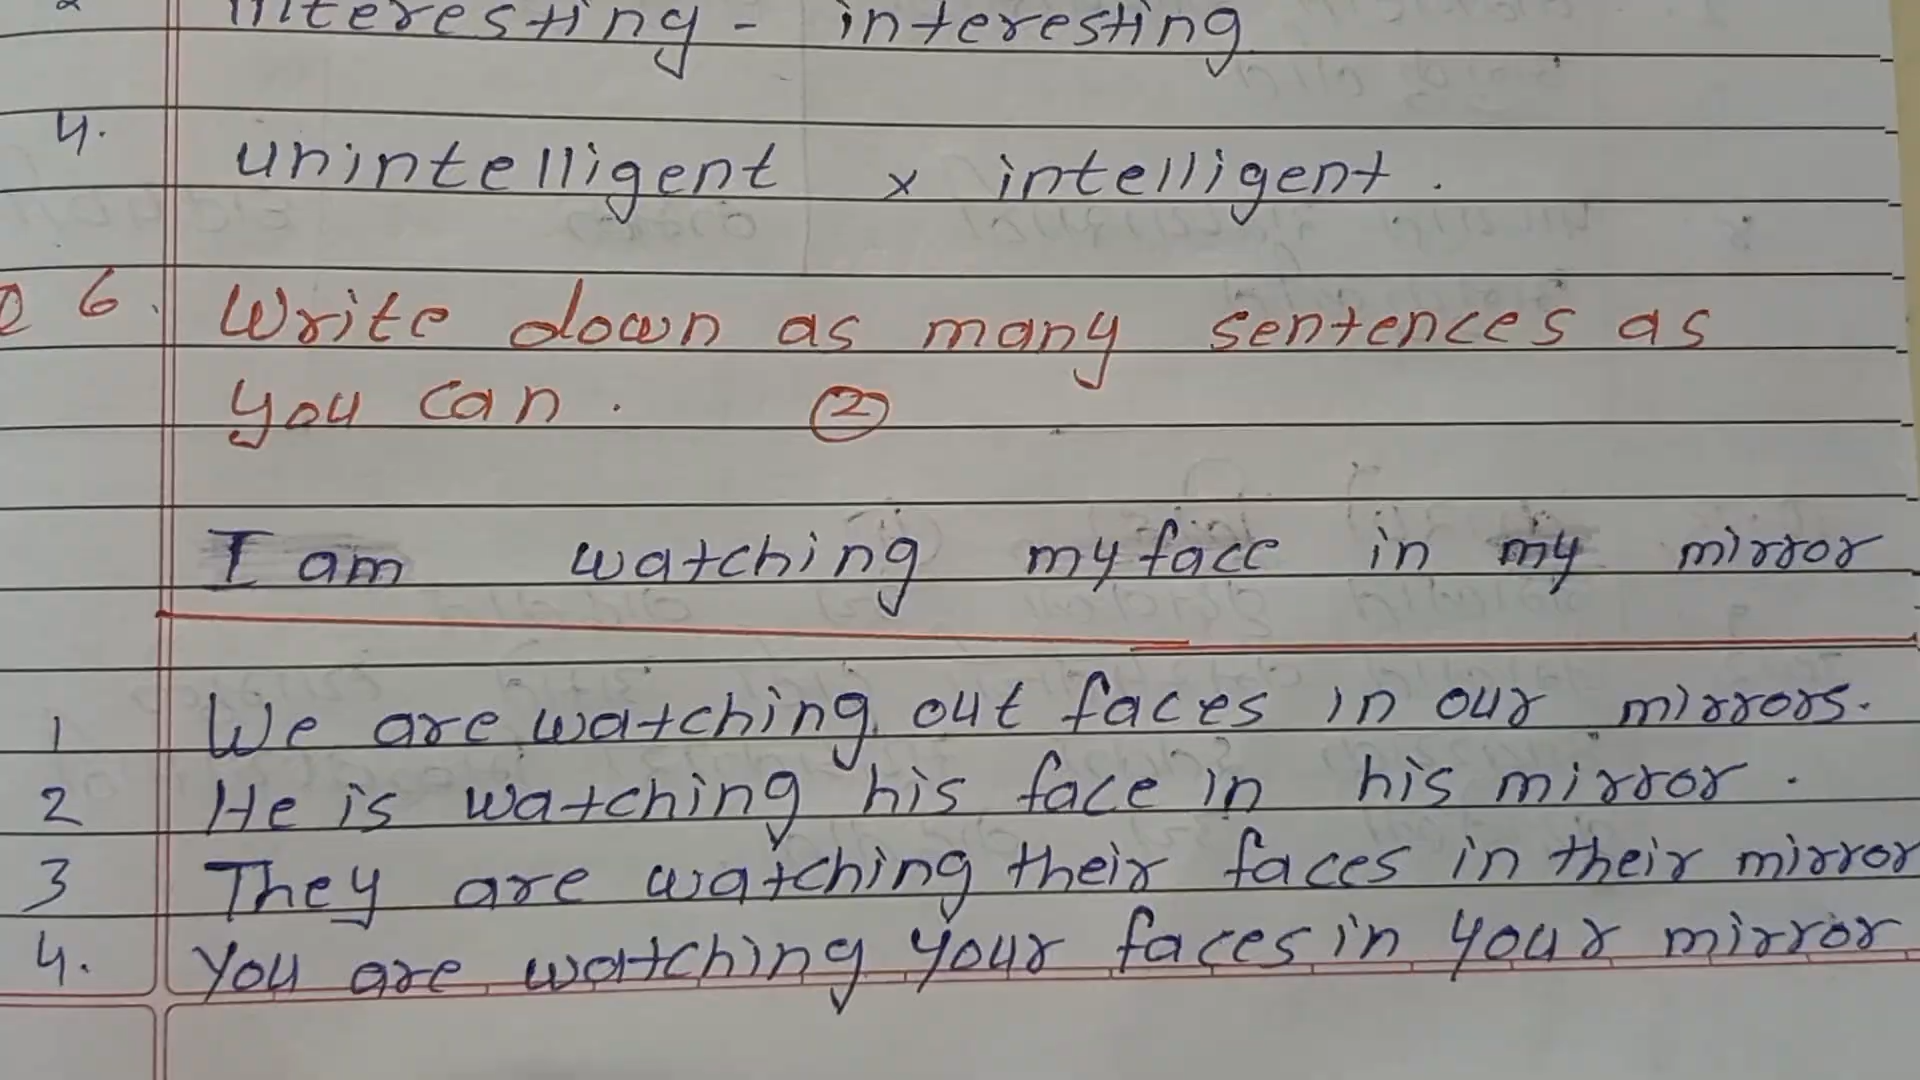 interesting - interesting
4. unintelligent x intelligent.
Q 6. Write down as many sentences as
you can. 2
I am watching my face in my mirror
1 We are watching out faces in our mirrors.
2 He is watching his face in his mirror.
3 They are watching their faces in their mirror
4. You are watching your faces in your mirror